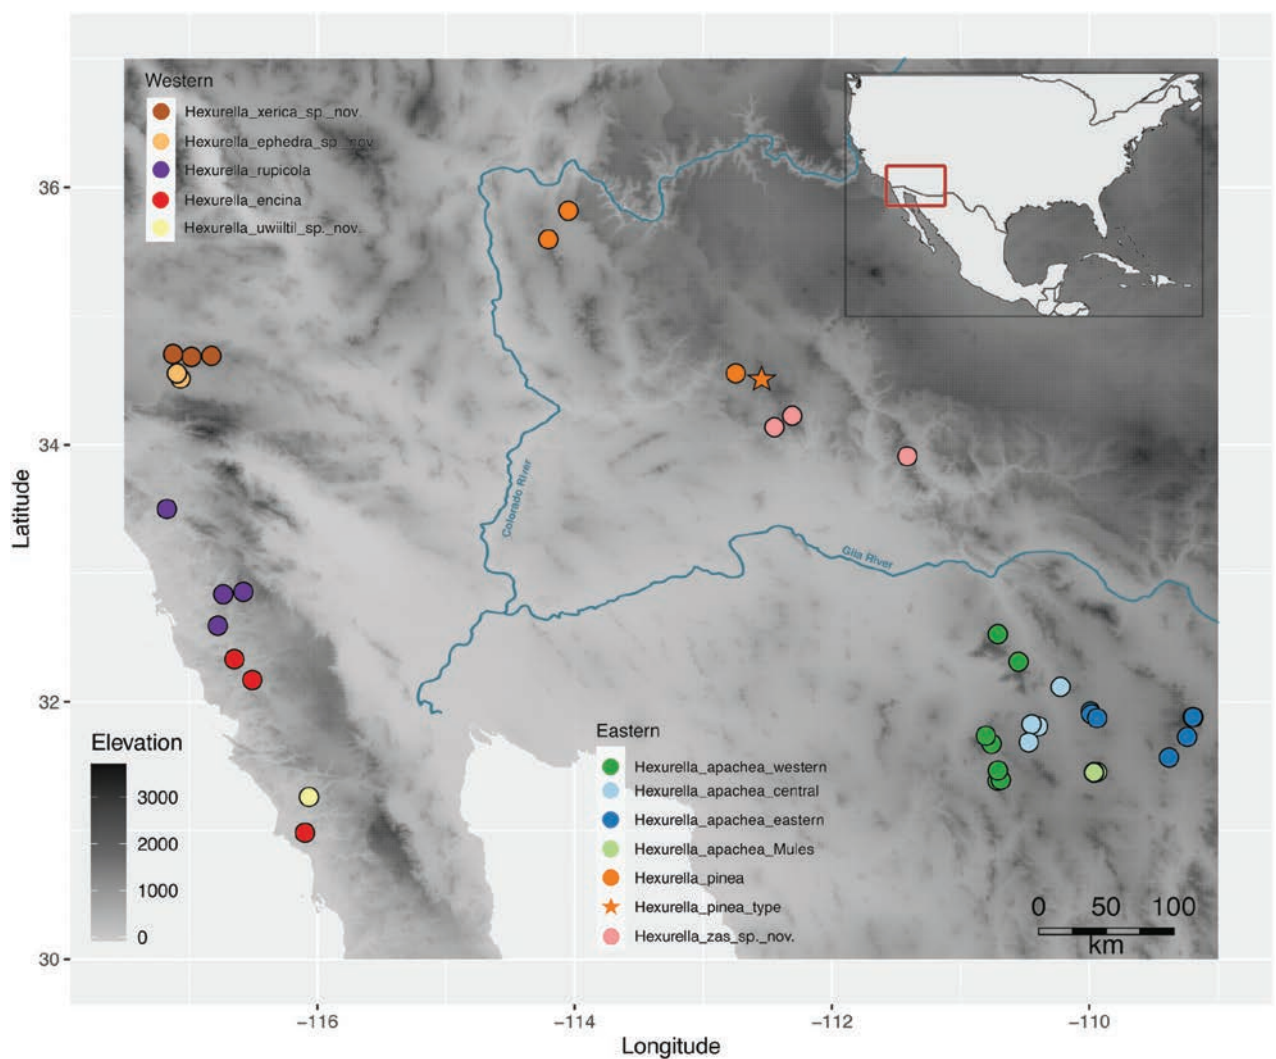 Western
Hexurella_xerica_sp._nov.
Hexurella_ephedra_sp._nov.
Hexurella_rupicola
Hexurella_encina
Hexurella_uwiiltil_sp._nov.
36
34
Latitude
32
30
Colorado River
Gila River
Elevation
3000
2000
1000
0
Eastern
Hexurella_apachea_western
Hexurella_apachea_central
Hexurella_apachea_eastern
Hexurella_apachea_Mules
Hexurella_pinea
Hexurella_pinea_type
Hexurella_zas_sp._nov.
0 50 100
km
−116 −114 −112 −110
Longitude